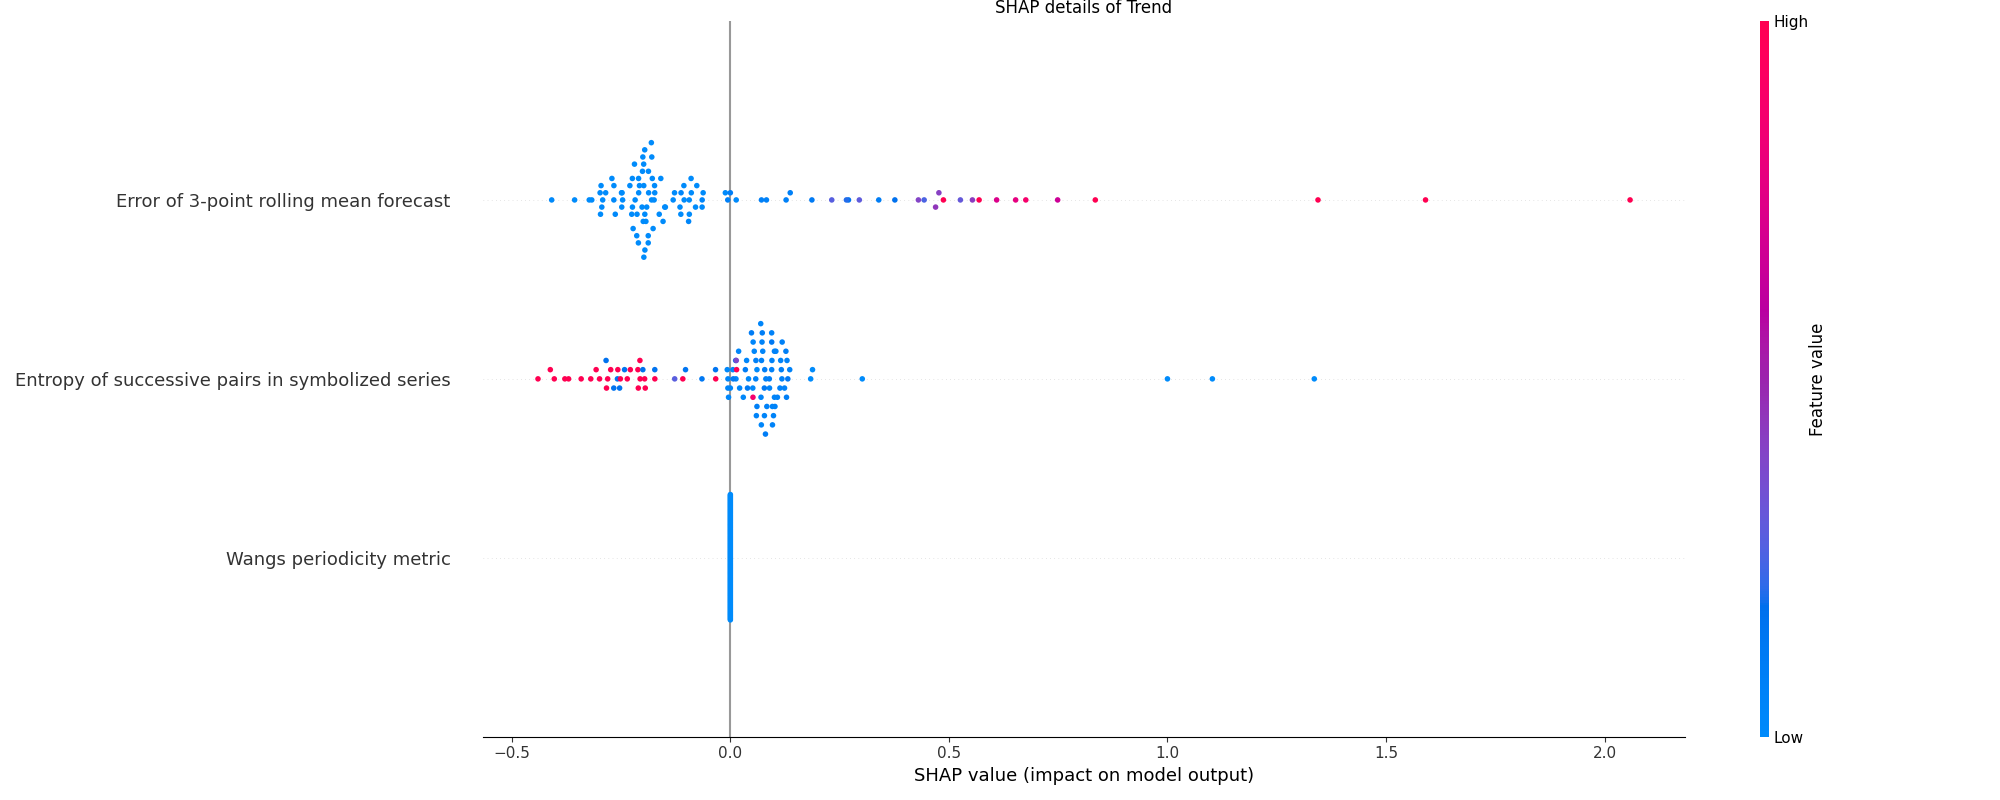 SHAP details of Trend
High
Error of 3-point rolling mean forecast
Entropy of successive pairs in symbolized series
Feature value
Wangs periodicity metric
Low
−0.5 0.0 0.5 1.0 1.5 2.0
SHAP value (impact on model output)